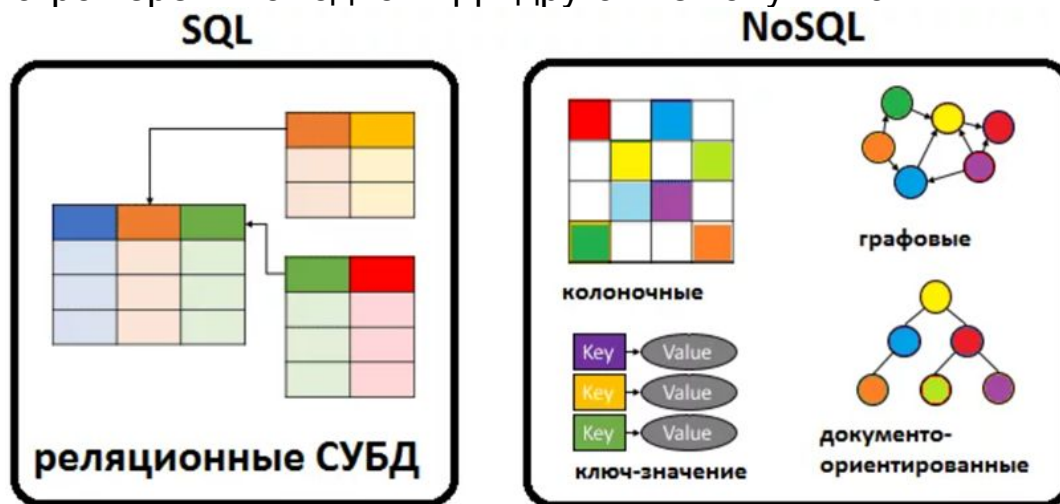 SQL
реляционные СУБД
NoSQL
колоночные
графовые
Key Value
Key Value
Key Value
ключ-значение
документо-
ориентированные